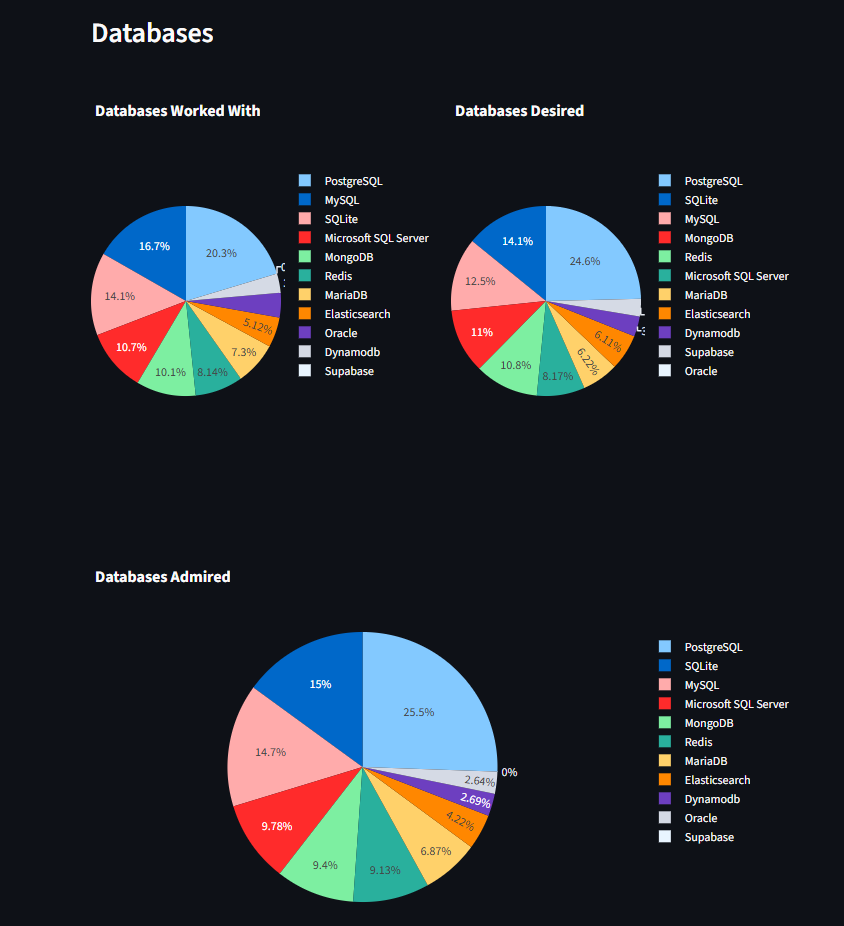 Databases
Databases Worked With
20.3%
16.7%
14.1%
10.7%
10.1%
8.14%
7.3%
5.12%
PostgreSQL
MySQL
SQLite
Microsoft SQL Server
MongoDB
Redis
MariaDB
Elasticsearch
Oracle
Dynamodb
Supabase
Databases Desired
24.6%
14.1%
12.5%
11%
10.8%
8.17%
6.22%
6.11%
PostgreSQL
SQLite
MySQL
MongoDB
Redis
Microsoft SQL Server
MariaDB
Elasticsearch
Dynamodb
Supabase
Oracle
Databases Admired
25.5%
15%
14.7%
9.78%
9.4%
9.13%
6.87%
4.22%
2.69%
2.64%
0%
PostgreSQL
SQLite
MySQL
Microsoft SQL Server
MongoDB
Redis
MariaDB
Elasticsearch
Dynamodb
Oracle
Supabase